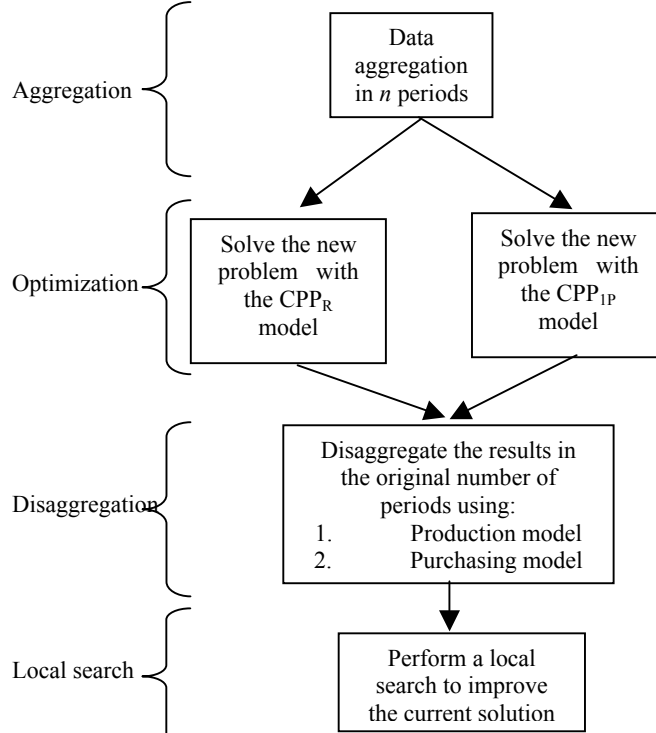 Aggregation
Data
aggregation
in n periods
Optimization
Solve the new
problem with
the CPP_R
model
Solve the new
problem with
the CPP_1P
model
Disaggregation
Disaggregate the results in
the original number of
periods using:
1. Production model
2. Purchasing model
Local search
Perform a local
search to improve
the current solution